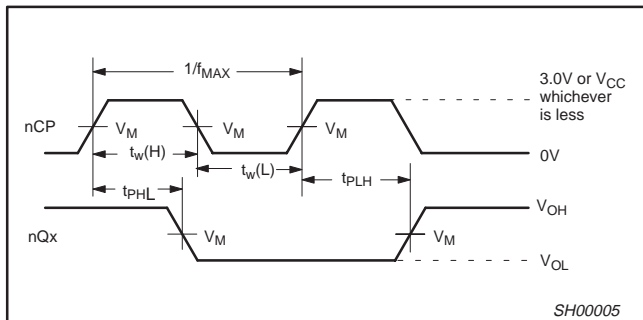 1/fMAX
3.0V or VCC
whichever
is less
nCP
VM
VM
VM
tw(H)
tw(L)
0V
tPHL
tPLH
VOH
nQx
VM
VM
VOL
SH00005